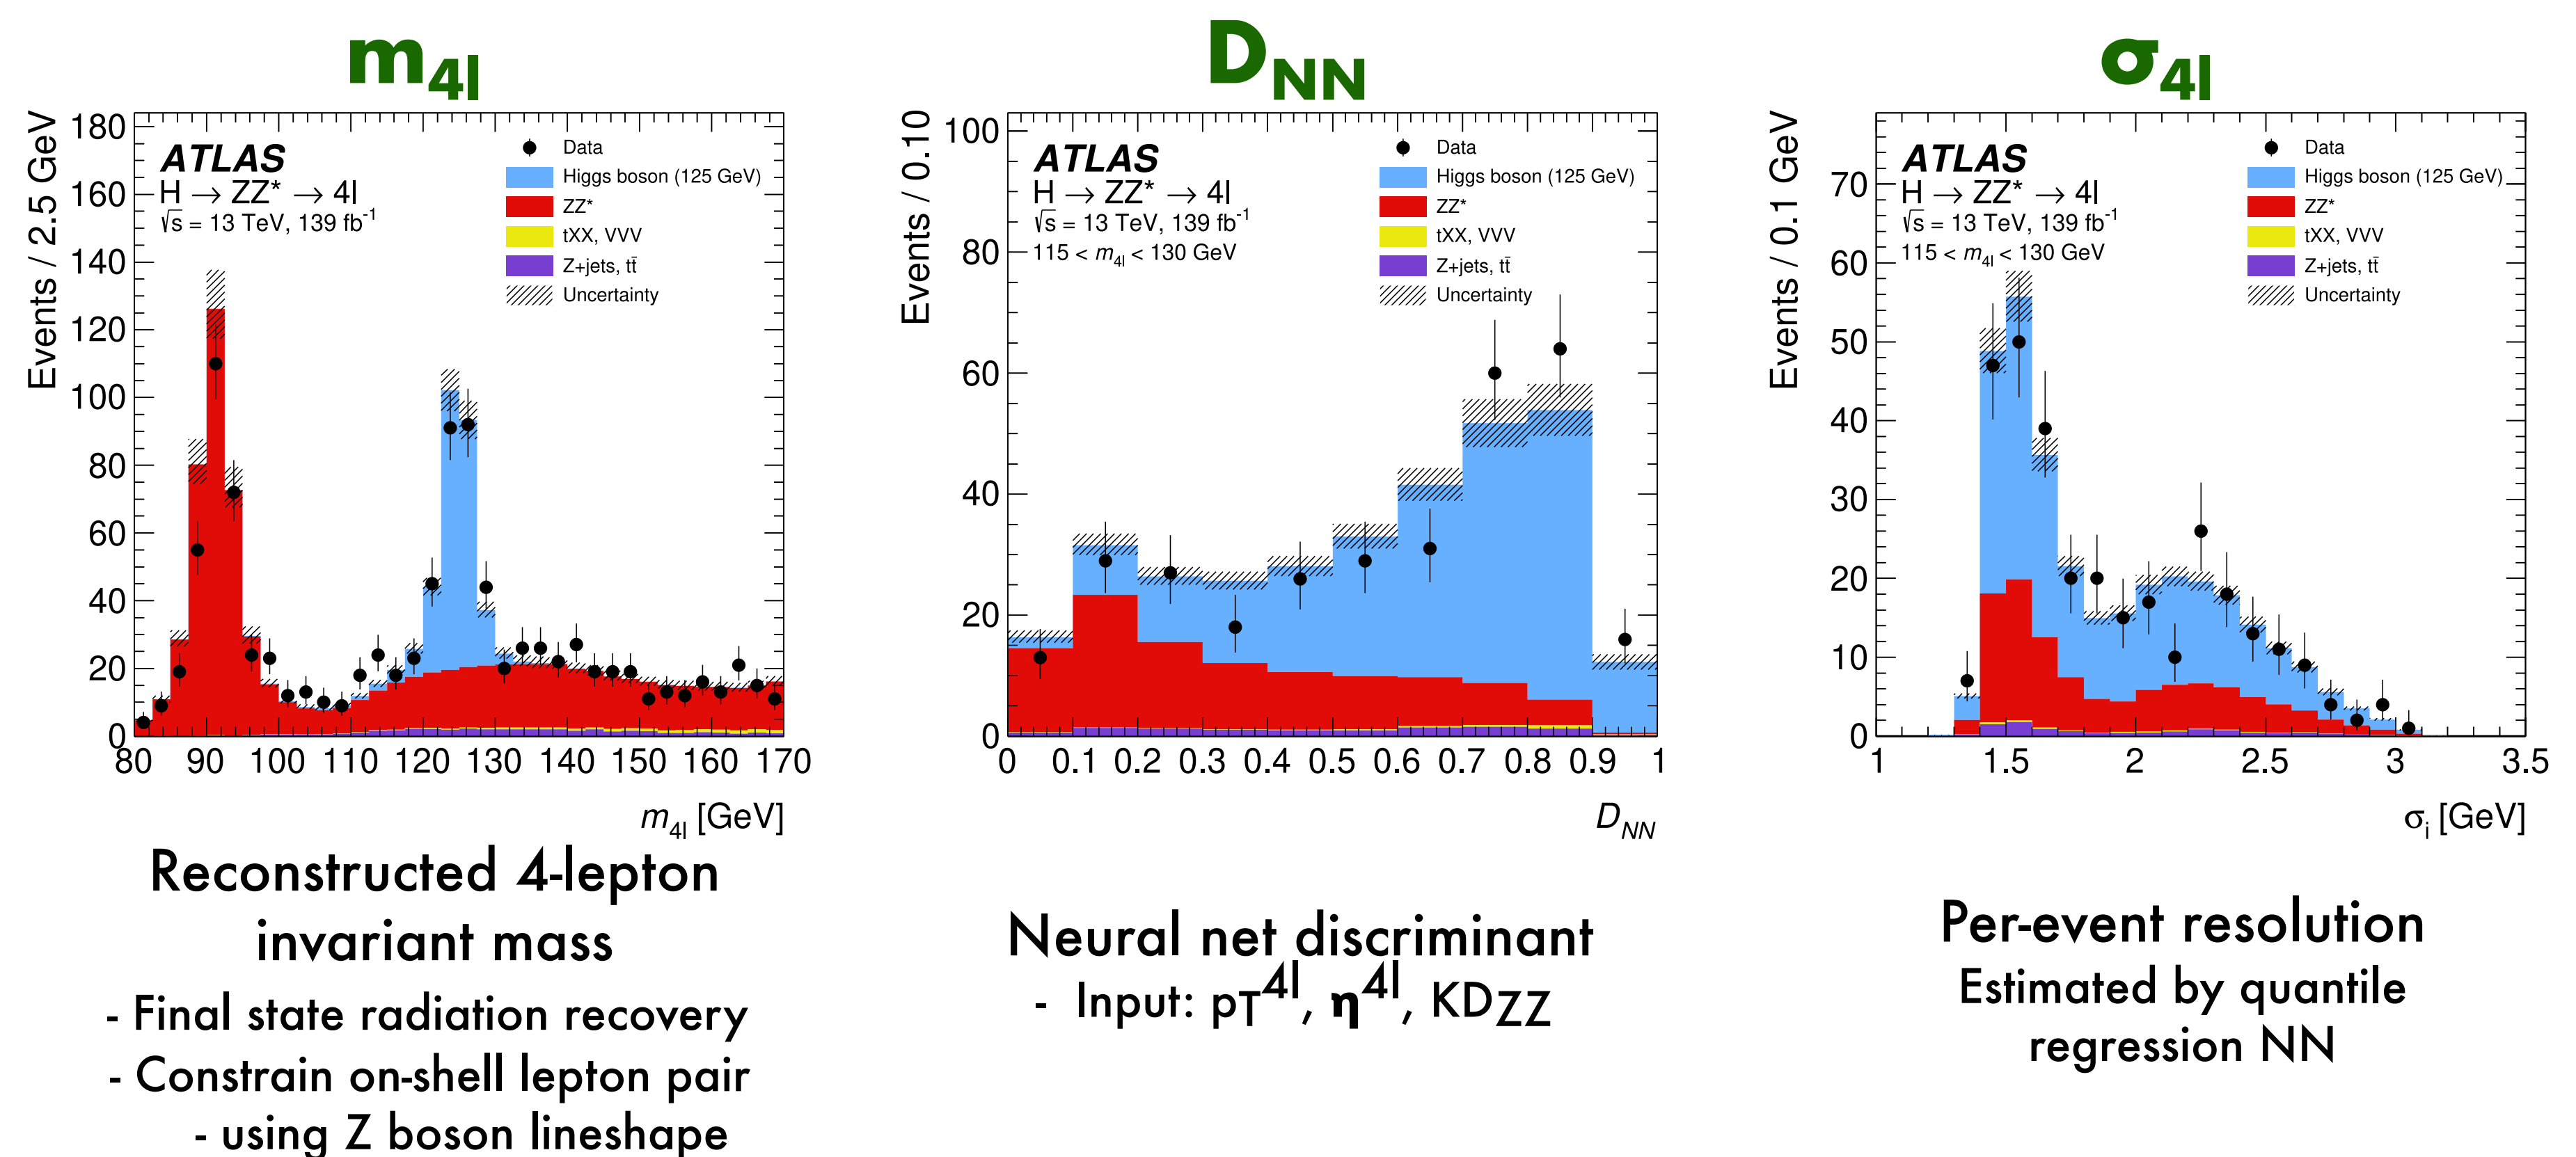 m4l
Events / 2.5 GeV
180
160
140
120
100
80
60
40
20
0
ATLAS
H → ZZ* → 4l
√s = 13 TeV, 139 fb-1
Data
Higgs boson (125 GeV)
ZZ*
tXX, VVV
Z+jets, tt̄
Uncertainty
80 90 100 110 120 130 140 150 160 170
m4l [GeV]
Reconstructed 4-lepton
invariant mass
- Final state radiation recovery
- Constrain on-shell lepton pair
- using Z boson lineshape
DNN
Events / 0.10
100
80
60
40
20
0
ATLAS
H → ZZ* → 4l
√s = 13 TeV, 139 fb-1
115 < m4l < 130 GeV
Data
Higgs boson (125 GeV)
ZZ*
tXX, VVV
Z+jets, tt̄
Uncertainty
0 0.1 0.2 0.3 0.4 0.5 0.6 0.7 0.8 0.9 1
DNN
Neural net discriminant
- Input: pT4l, η4l, KDZZ
σ4l
Events / 0.1 GeV
70
60
50
40
30
20
10
0
ATLAS
H → ZZ* → 4l
√s = 13 TeV, 139 fb-1
115 < m4l < 130 GeV
Data
Higgs boson (125 GeV)
ZZ*
tXX, VVV
Z+jets, tt̄
Uncertainty
1 1.5 2 2.5 3 3.5
σi [GeV]
Per-event resolution
Estimated by quantile
regression NN